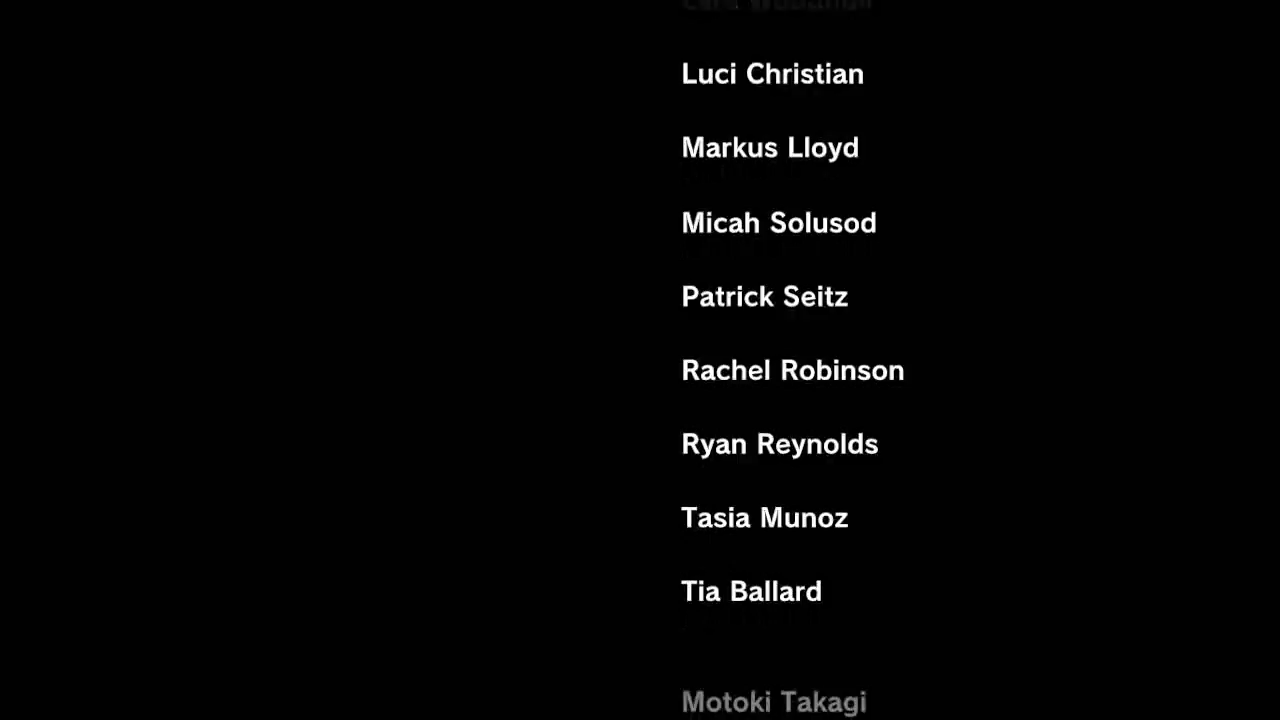 Luci Christian
Markus Lloyd
Micah Solusod
Patrick Seitz
Rachel Robinson
Ryan Reynolds
Tasia Munoz
Tia Ballard
Motoki Takagi